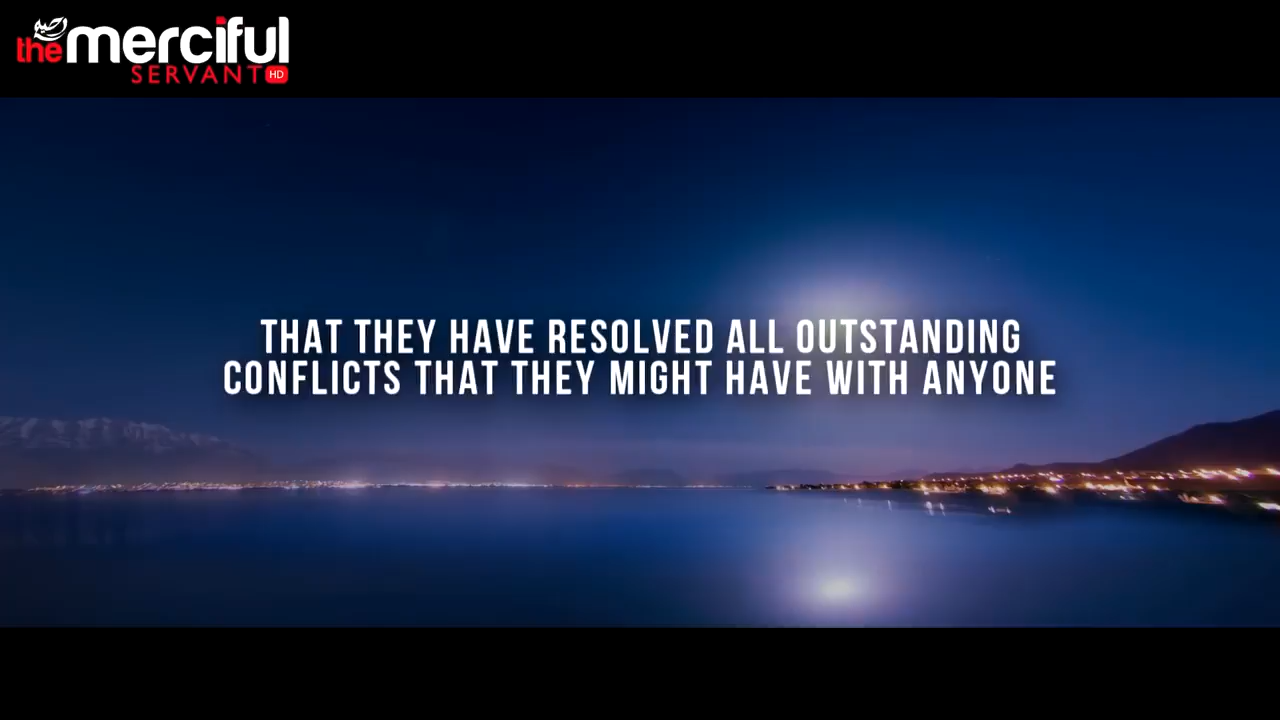 the merciful
SERVANT HD
THAT THEY HAVE RESOLVED ALL OUTSTANDING
CONFLICTS THAT THEY MIGHT HAVE WITH ANYONE